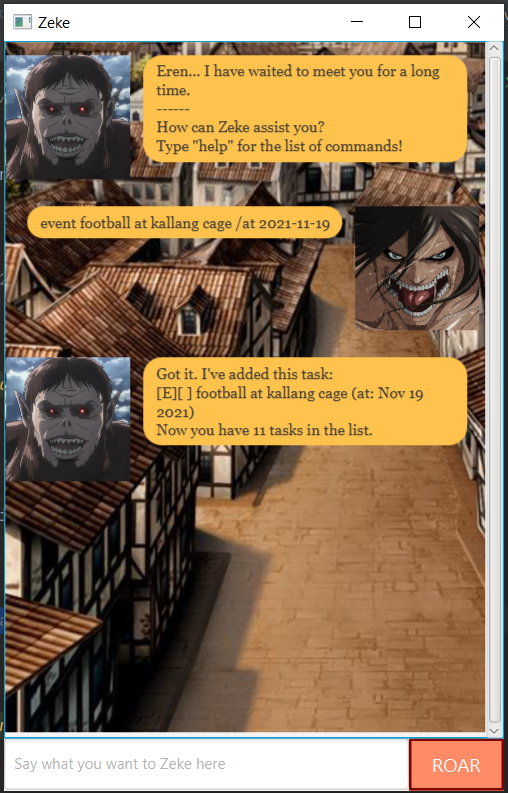 Zeke
Eren... I have waited to meet you for a long
time.
------
How can Zeke assist you?
Type "help" for the list of commands!
event football at kallang cage /at 2021-11-19
Got it. I've added this task:
[E][ ] football at kallang cage (at: Nov 19
2021)
Now you have 11 tasks in the list.
Say what you want to Zeke here
ROAR